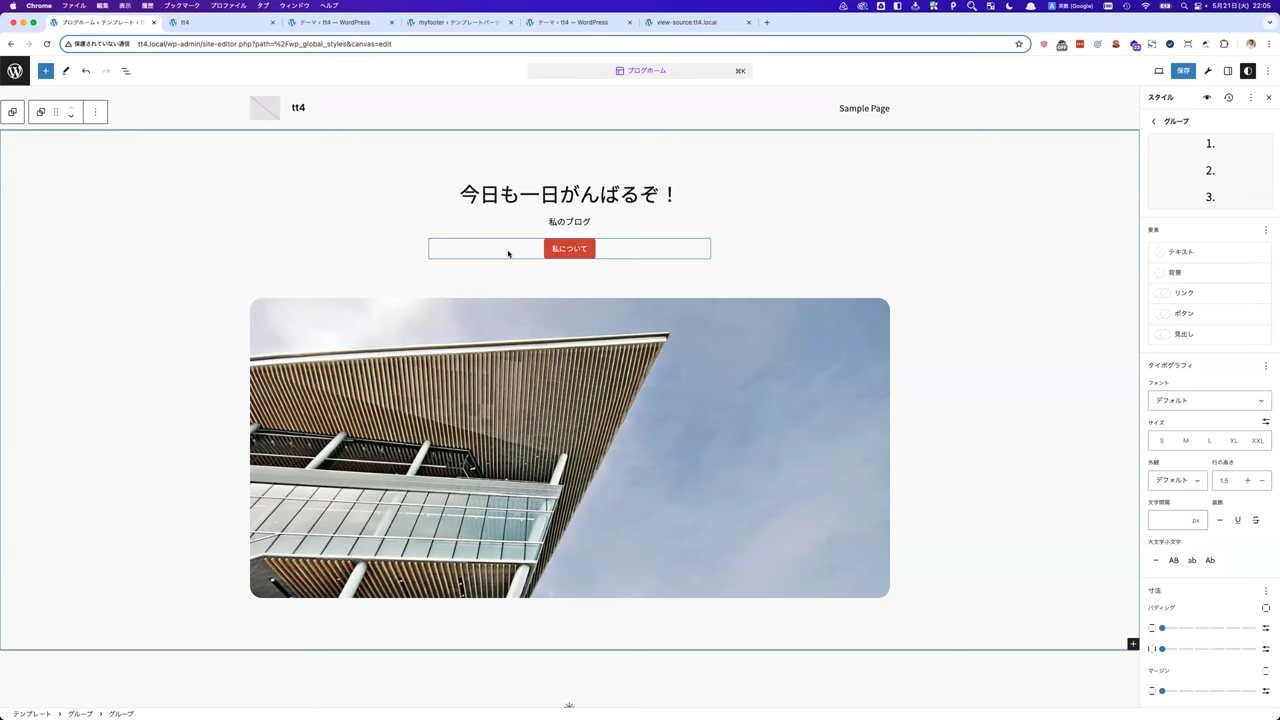 Chrome ファイル 編集 表示 履歴 ブックマーク プロファイル タブ ウィンドウ ヘルプ
英数 (Google) 5月21日(火) 22:05
ブログホーム ‹ テンプレート ‹ tt
tt4
テーマ ‹ tt4 — WordPress
myfooter ‹ テンプレートパーツ
テーマ ‹ tt4 — WordPress
view-source:tt4.local
保護されていない通信 tt4.local/wp-admin/site-editor.php?path=%2Fwp_global_styles&canvas=edit
ブログホーム ⌘K
保存
tt4
Sample Page
今日も一日がんばるぞ！
私のブログ
私について
スタイル
グループ
1.
2.
3.
要素
テキスト
背景
リンク
ボタン
見出し
タイポグラフィ
フォント
デフォルト
サイズ
S M L XL XXL
外観 行の高さ
デフォルト 1.5
文字間隔 装飾
px
大文字小文字
AB ab Ab
寸法
パディング
マージン
テンプレート › グループ › グループ